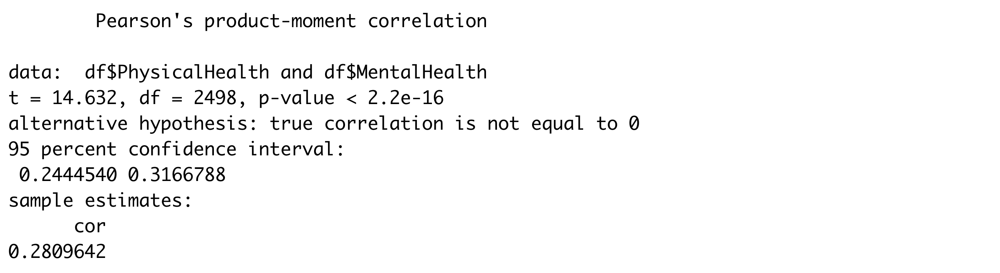 Pearson's product-moment correlation
data:  df$PhysicalHealth and df$MentalHealth
t = 14.632, df = 2498, p-value < 2.2e-16
alternative hypothesis: true correlation is not equal to 0
95 percent confidence interval:
0.2444540 0.3166788
sample estimates:
cor
0.2809642